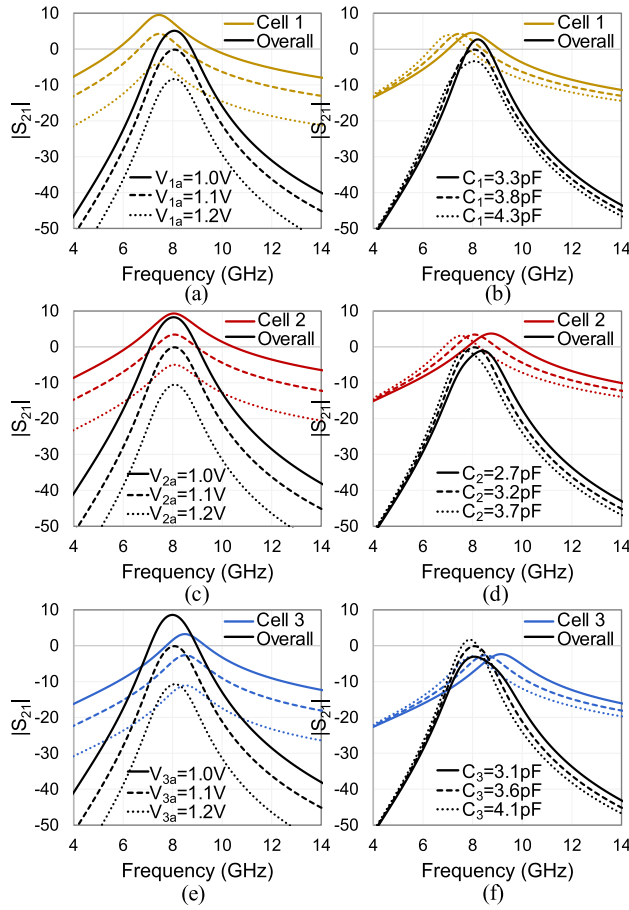 10
0
-10
-20
-30
-40
-50
|S21|
Cell 1
Overall
V1a=1.0V
V1a=1.1V
V1a=1.2V
4 6 8 10 12 14
Frequency (GHz)
(a)
10
0
-10
-20
-30
-40
-50
|S21|
Cell 1
Overall
C1=3.3pF
C1=3.8pF
C1=4.3pF
4 6 8 10 12 14
Frequency (GHz)
(b)
10
0
-10
-20
-30
-40
-50
|S21|
Cell 2
Overall
V2a=1.0V
V2a=1.1V
V2a=1.2V
4 6 8 10 12 14
Frequency (GHz)
(c)
10
0
-10
-20
-30
-40
-50
|S21|
Cell 2
Overall
C2=2.7pF
C2=3.2pF
C2=3.7pF
4 6 8 10 12 14
Frequency (GHz)
(d)
10
0
-10
-20
-30
-40
-50
|S21|
Cell 3
Overall
V3a=1.0V
V3a=1.1V
V3a=1.2V
4 6 8 10 12 14
Frequency (GHz)
(e)
10
0
-10
-20
-30
-40
-50
|S21|
Cell 3
Overall
C3=3.1pF
C3=3.6pF
C3=4.1pF
4 6 8 10 12 14
Frequency (GHz)
(f)